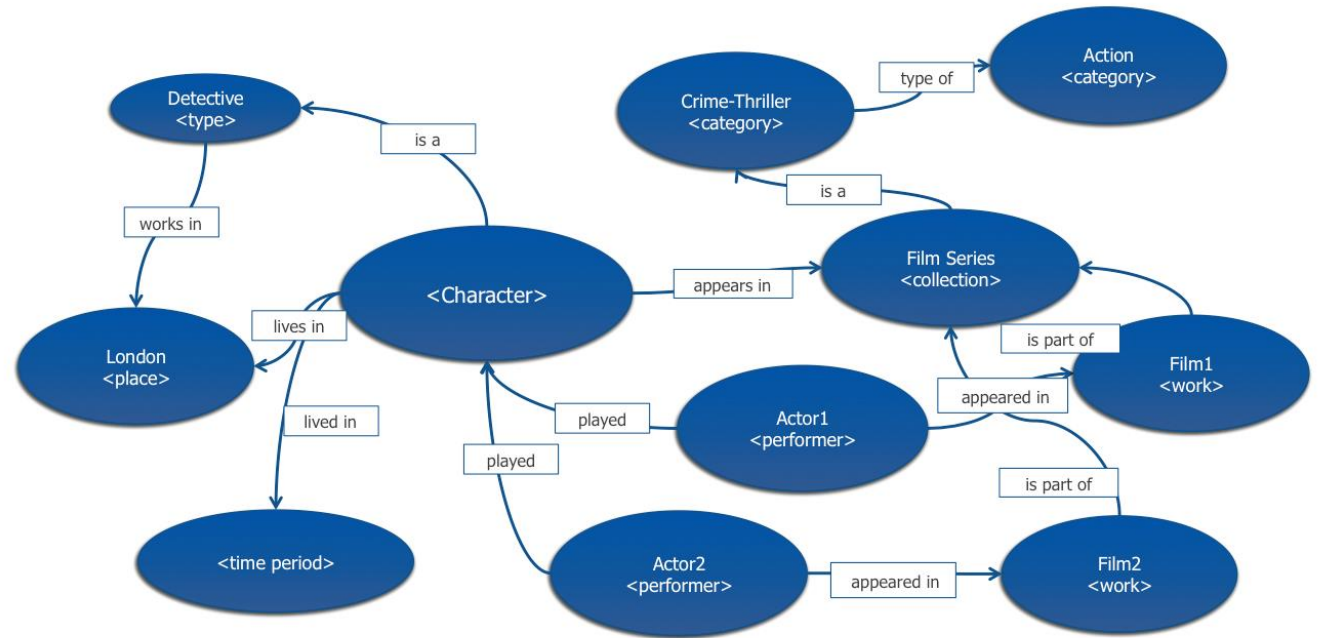 Action
<category>
type of
Crime-Thriller
<category>
Detective
<type>
is a
is a
works in
Film Series
<collection>
<Character>
appears in
lives in
is part of
London
<place>
Film1
<work>
appeared in
played
Actor1
<performer>
lived in
played
is part of
<time period>
Actor2
<performer>
appeared in
Film2
<work>